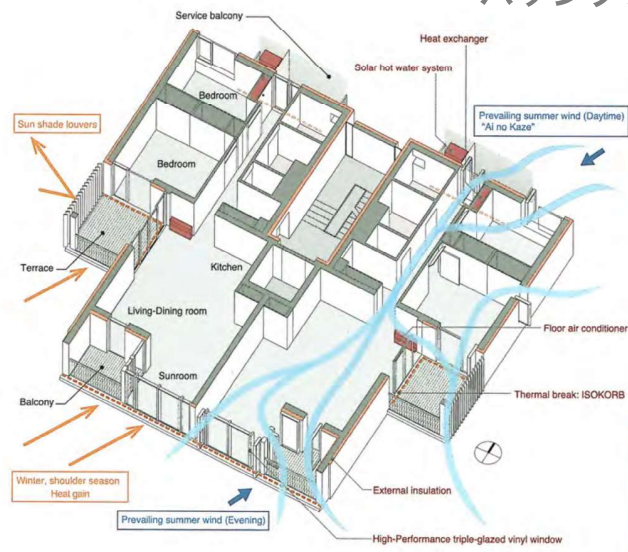 Service balcony
Heat exchanger
Solar hot water system
Bedroom
Prevailing summer wind (Daytime)
"Ai no Kaze"
Sun shade louvers
Bedroom
Terrace
Kitchen
Living-Dining room
Floor air conditioner
Sunroom
Balcony
Thermal break: ISOKORB
Winter, shoulder season
Heat gain
External insulation
Prevailing summer wind (Evening)
High-Performance triple-glazed vinyl window